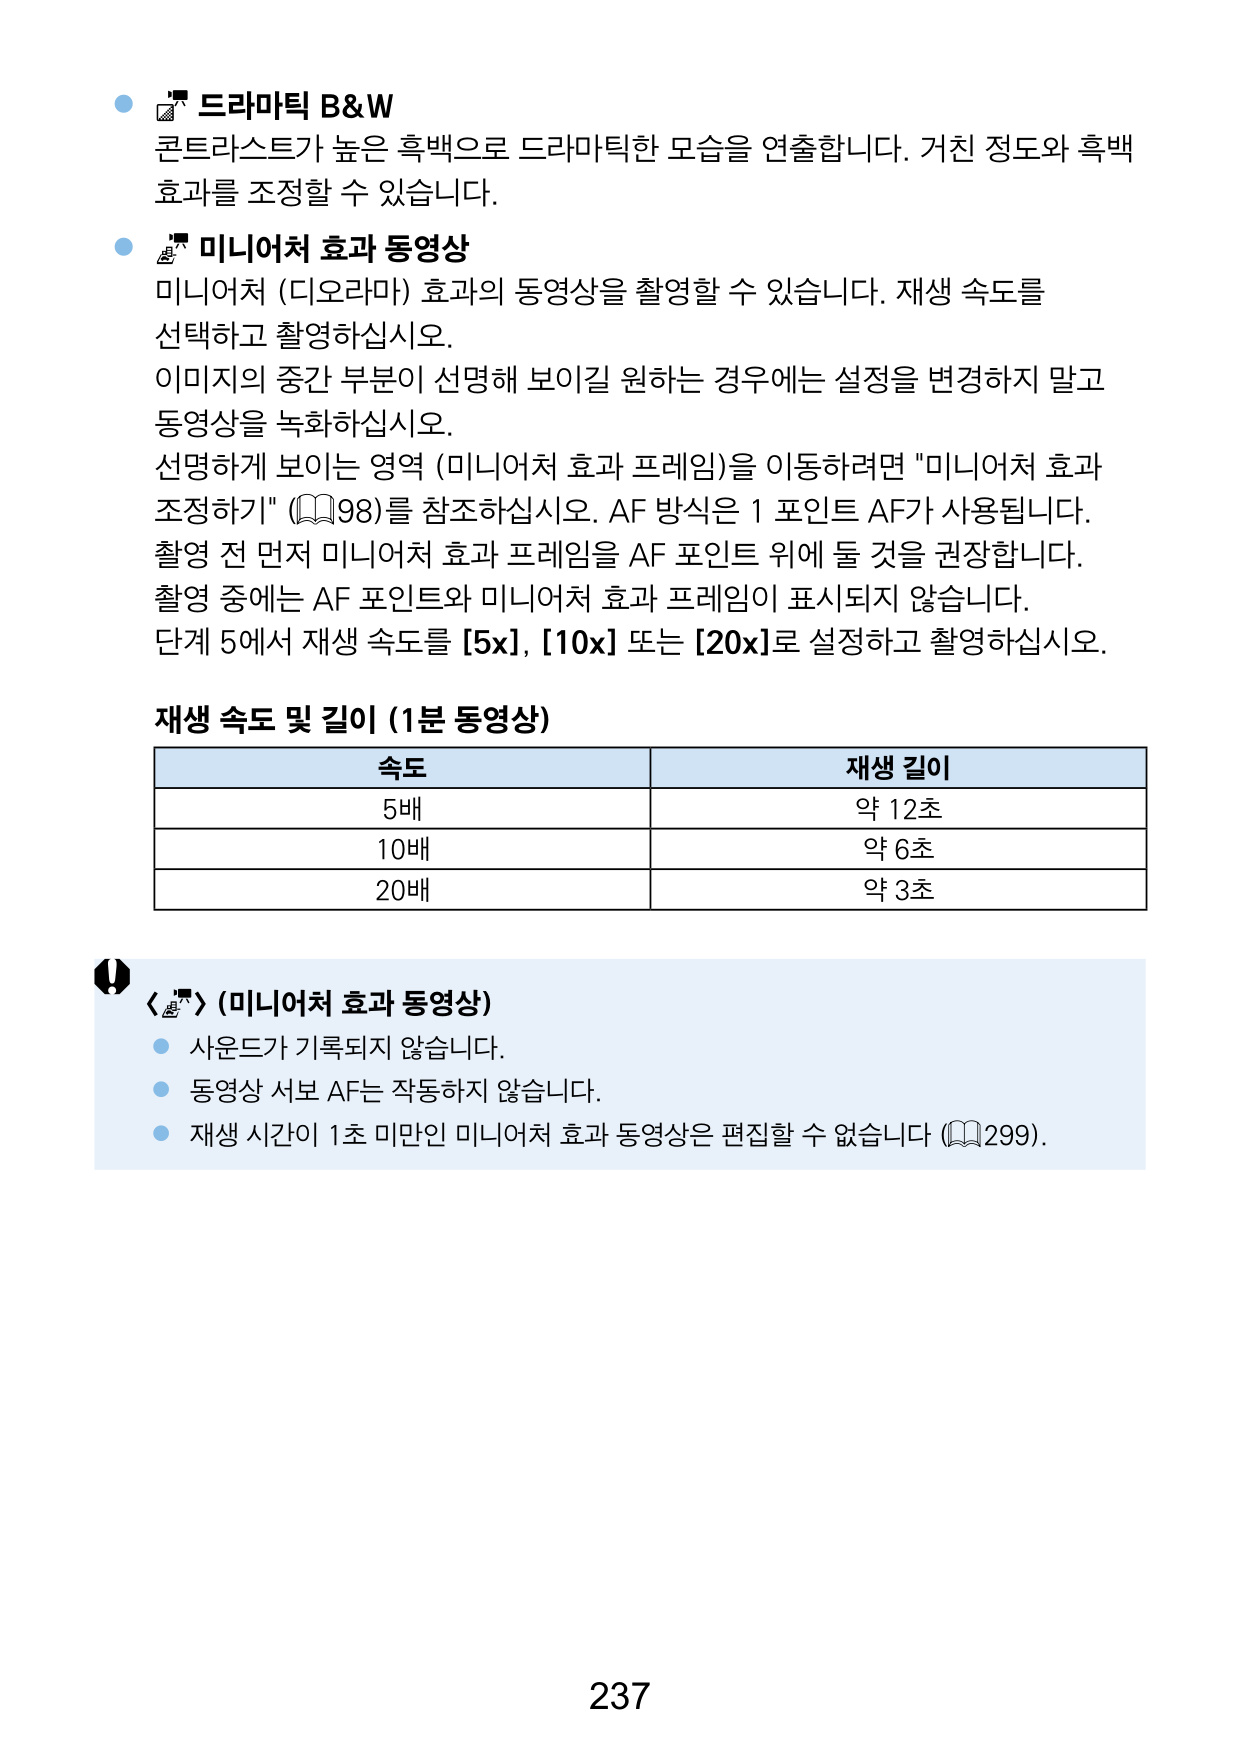 드라마틱 B&W
콘트라스트가 높은 흑백으로 드라마틱한 모습을 연출합니다. 거친 정도와 흑백
효과를 조정할 수 있습니다.
미니어처 효과 동영상
미니어처 (디오라마) 효과의 동영상을 촬영할 수 있습니다. 재생 속도를
선택하고 촬영하십시오.
이미지의 중간 부분이 선명해 보이길 원하는 경우에는 설정을 변경하지 말고
동영상을 녹화하십시오.
선명하게 보이는 영역 (미니어처 효과 프레임)을 이동하려면 "미니어처 효과
조정하기" (98)를 참조하십시오. AF 방식은 1 포인트 AF가 사용됩니다.
촬영 전 먼저 미니어처 효과 프레임을 AF 포인트 위에 둘 것을 권장합니다.
촬영 중에는 AF 포인트와 미니어처 효과 프레임이 표시되지 않습니다.
단계 5에서 재생 속도를 [5x], [10x] 또는 [20x]로 설정하고 촬영하십시오.
재생 속도 및 길이 (1분 동영상)
속도 재생 길이
5배 약 12초
10배 약 6초
20배 약 3초
< > (미니어처 효과 동영상)
사운드가 기록되지 않습니다.
동영상 서보 AF는 작동하지 않습니다.
재생 시간이 1초 미만인 미니어처 효과 동영상은 편집할 수 없습니다 (299).
237